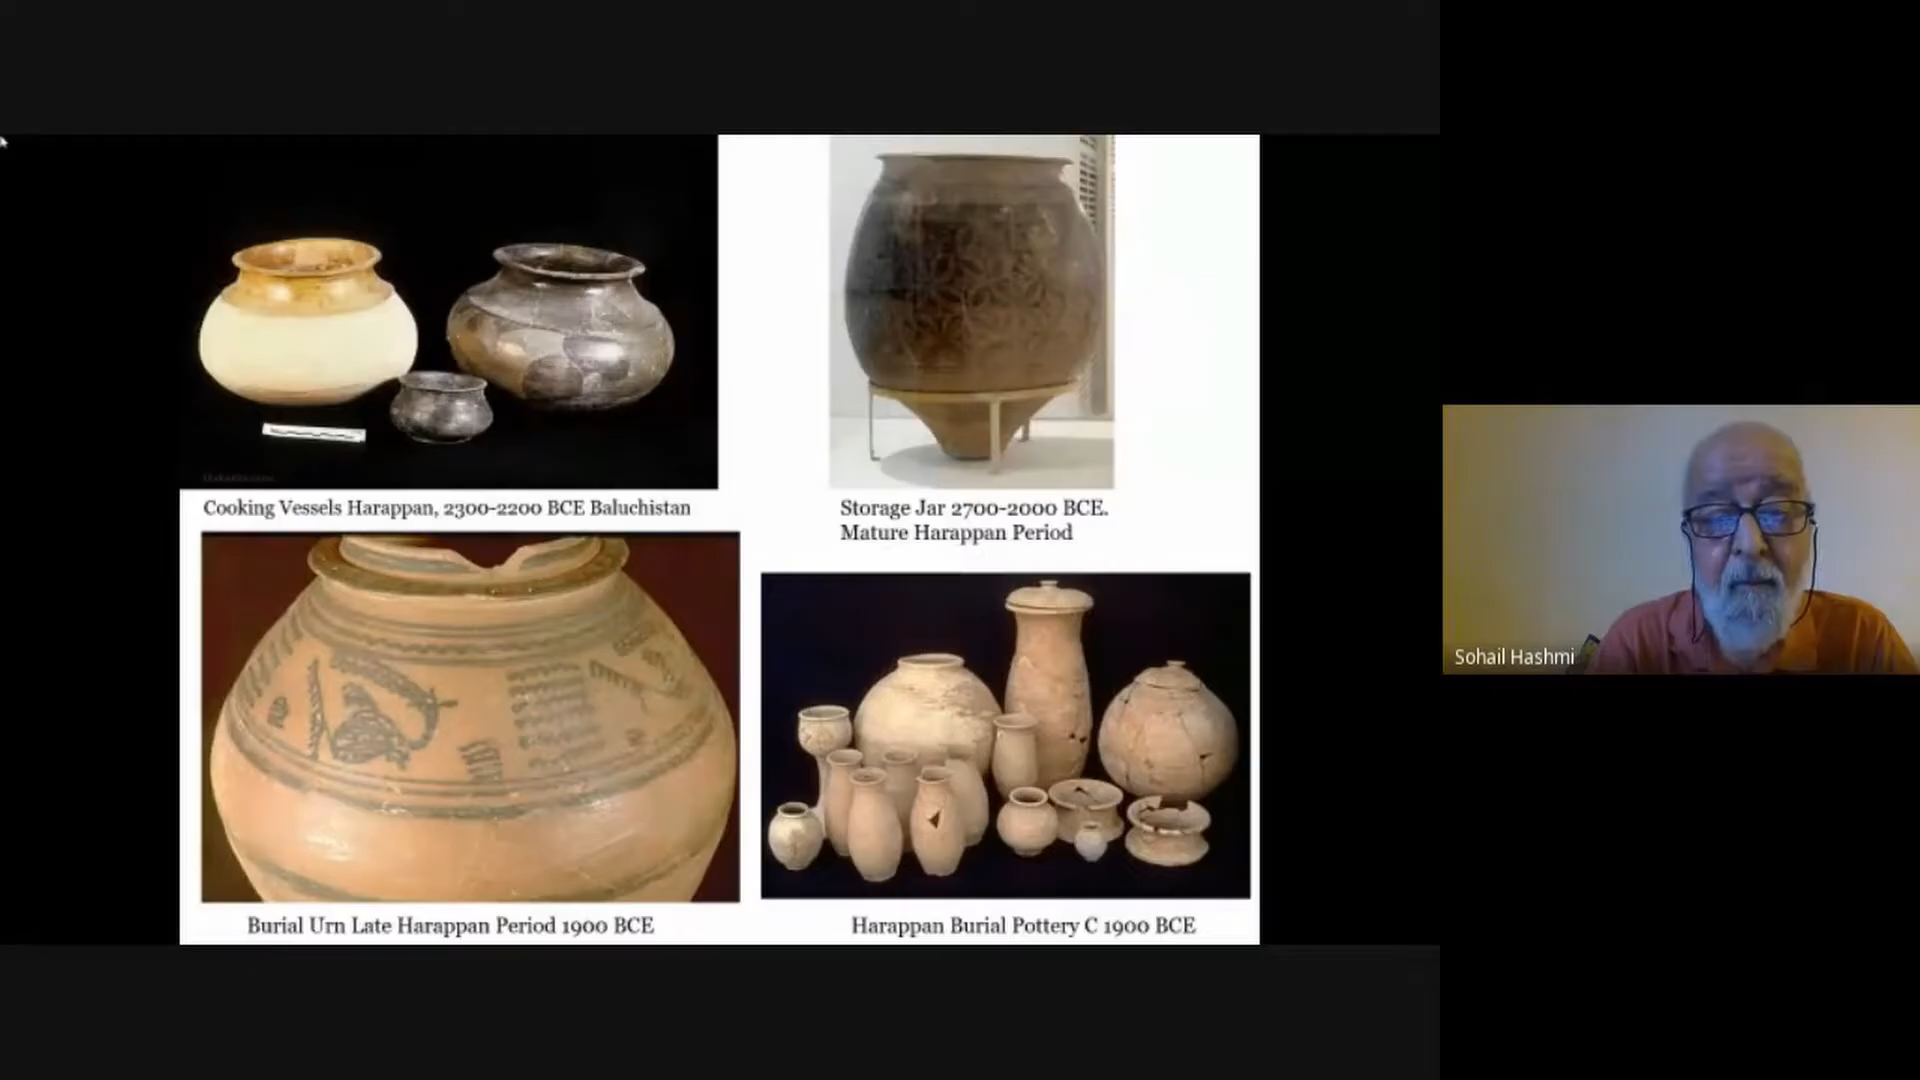 Cooking Vessels Harappan, 2300-2200 BCE Baluchistan
Storage Jar 2700-2000 BCE.
Mature Harappan Period
Burial Urn Late Harappan Period 1900 BCE
Harappan Burial Pottery C 1900 BCE
Sohail Hashmi